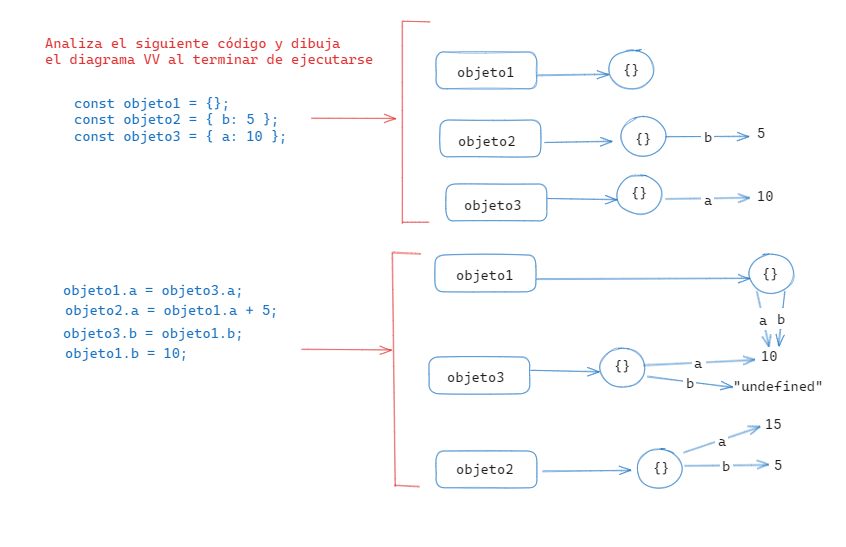 Analiza el siguiente código y dibuja
el diagrama VV al terminar de ejecutarse
const objeto1 = {};
const objeto2 = { b: 5 };
const objeto3 = { a: 10 };
objeto1
{}
objeto2
{}
b
5
objeto3
{}
a
10
objeto1.a = objeto3.a;
objeto2.a = objeto1.a + 5;
objeto3.b = objeto1.b;
objeto1.b = 10;
objeto1
{}
a b
10
objeto3
{}
a
b
"undefined"
objeto2
{}
a
15
b
5